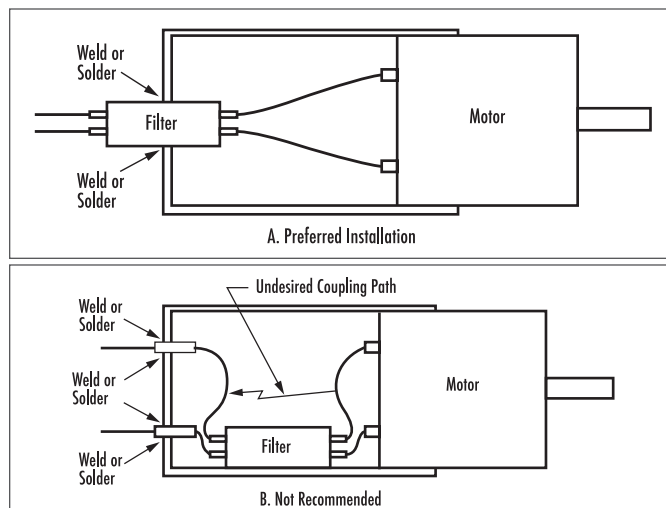 Weld or
Solder
Filter
Motor
Weld or
Solder
A. Preferred Installation
Undesired Coupling Path
Weld or
Solder
Weld or
Solder
Motor
Weld or
Solder
Filter
B. Not Recommended